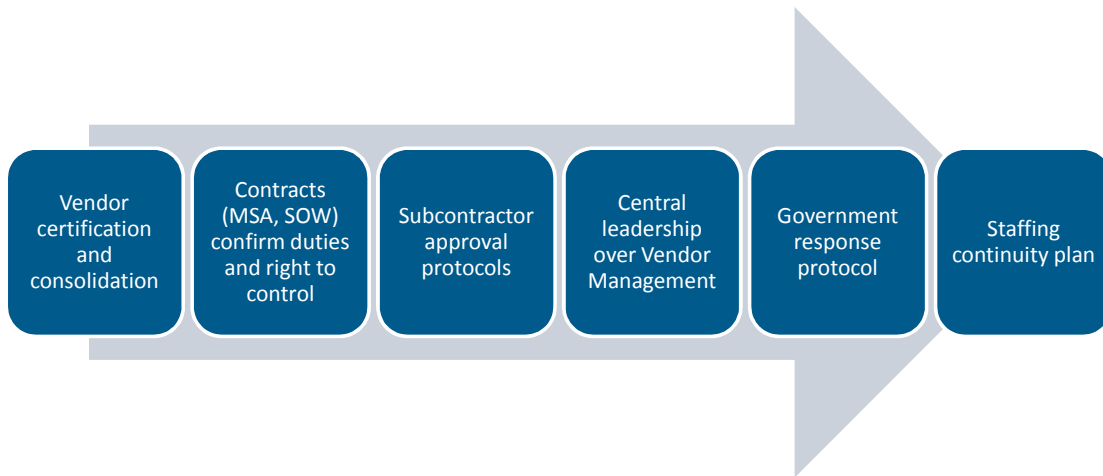 Vendor
certification
and
consolidation
Contracts
(MSA, SOW)
confirm duties
and right to
control
Subcontractor
approval
protocols
Central
leadership
over Vendor
Management
Government
response
protocol
Staffing
continuity plan